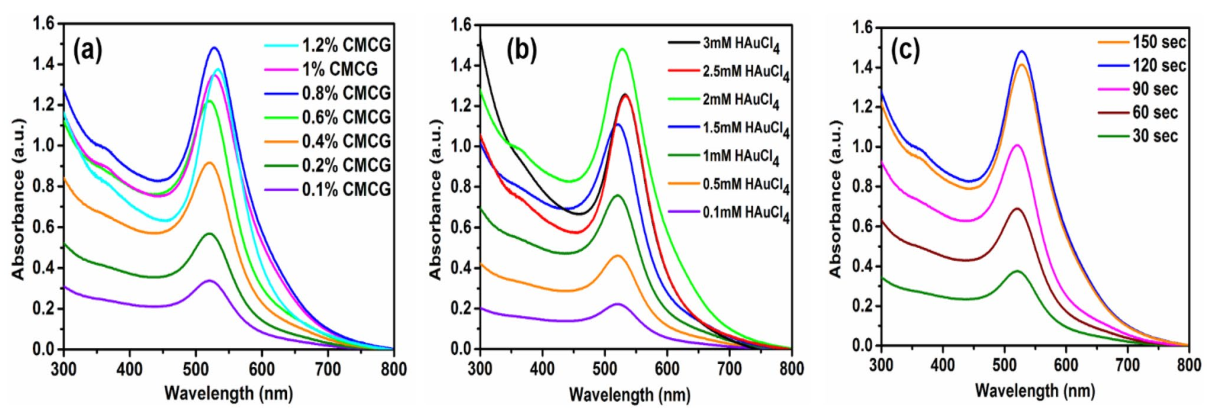 (a)
1.2% CMCG
1% CMCG
0.8% CMCG
0.6% CMCG
0.4% CMCG
0.2% CMCG
0.1% CMCG
1.6
1.4
1.2
1.0
0.8
0.6
0.4
0.2
0.0
Absorbance (a.u.)
300 400 500 600 700 800
Wavelength (nm)
(b)
3mM HAuCl4
2.5mM HAuCl4
2mM HAuCl4
1.5mM HAuCl4
1mM HAuCl4
0.5mM HAuCl4
0.1mM HAuCl4
1.6
1.4
1.2
1.0
0.8
0.6
0.4
0.2
0.0
Absorbance (a.u.)
300 400 500 600 700 800
Wavelength (nm)
(c)
150 sec
120 sec
90 sec
60 sec
30 sec
1.6
1.4
1.2
1.0
0.8
0.6
0.4
0.2
0.0
Absorbance (a.u.)
300 400 500 600 700 800
Wavelength (nm)